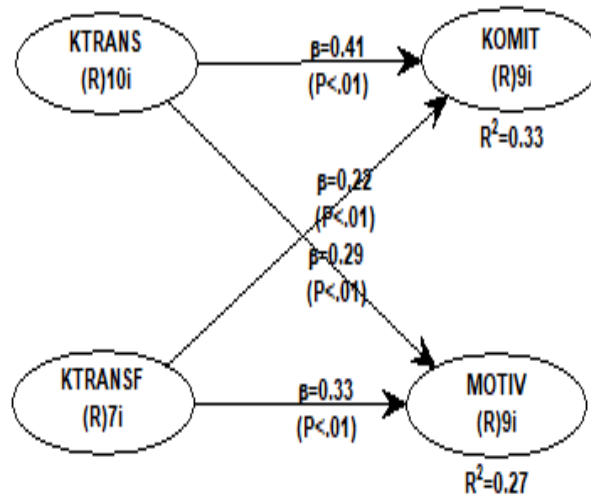 KTRANS
(R)10i
β=0.41
(P<.01)
KOMIT
(R)9i
R²=0.33
β=0.22
(P<.01)
β=0.29
(P<.01)
KTRANSF
(R)7i
β=0.33
(P<.01)
MOTIV
(R)9i
R²=0.27